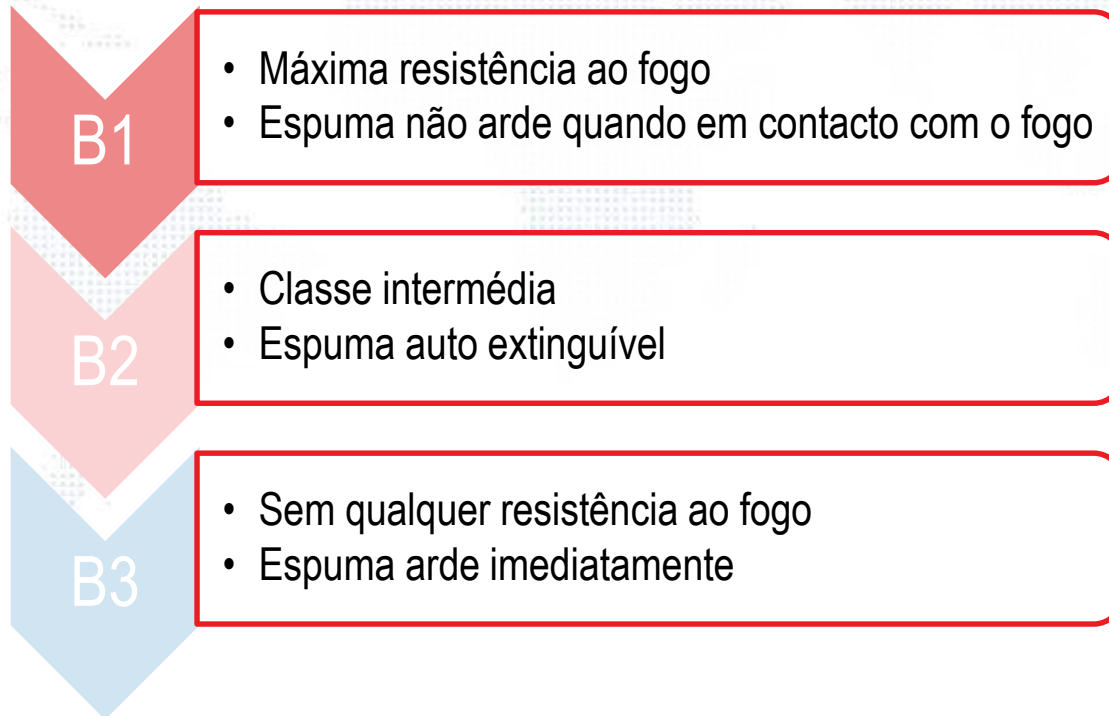 B1
• Máxima resistência ao fogo
• Espuma não arde quando em contacto com o fogo
B2
• Classe intermédia
• Espuma auto extinguível
B3
• Sem qualquer resistência ao fogo
• Espuma arde imediatamente